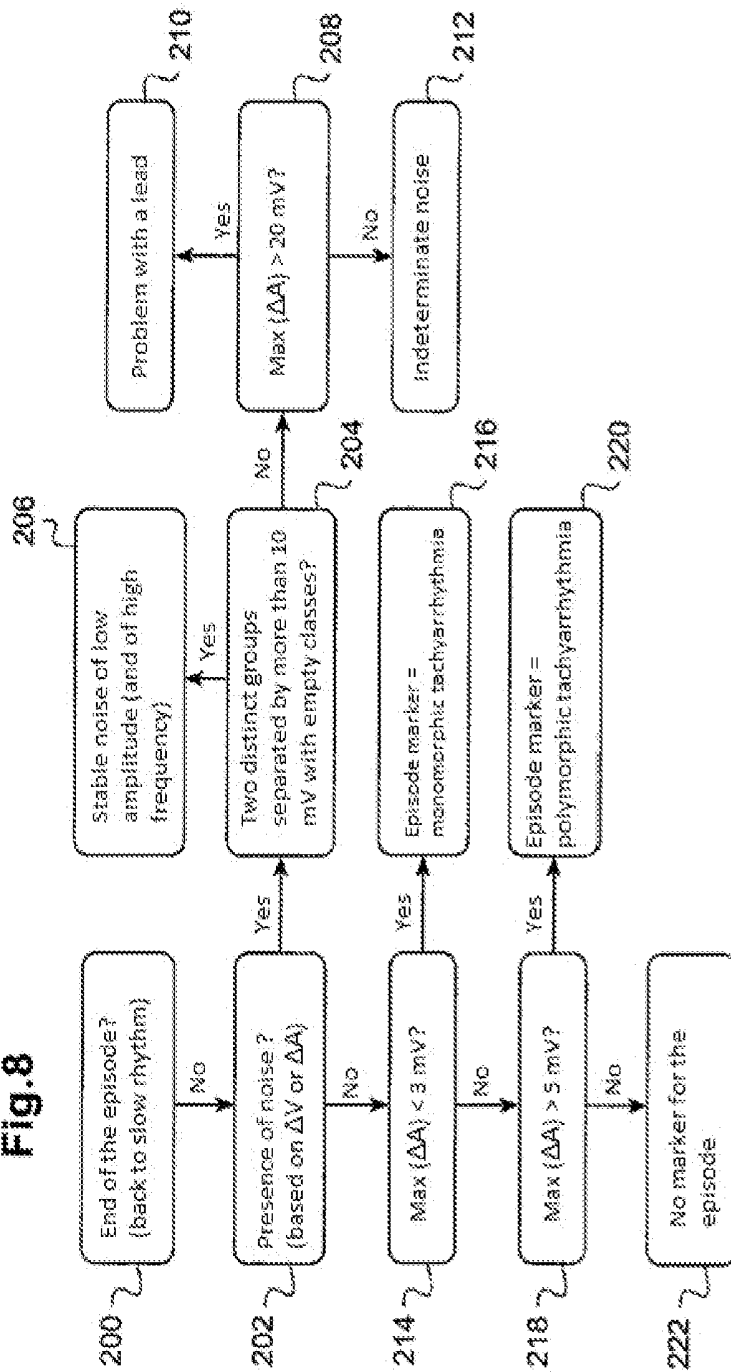 Fig.8
200
End of the episode?
(back to slow rhythm)
No
202
Presence of noise ?
(based on ΔV or ΔA)
Yes
No
204
Two distinct groups
separated by more than 10
mV with empty classes?
Yes
No
206
Stable noise of low
amplitude (and of high
frequency)
208
Max (ΔA) > 20 mV?
Yes
No
210
Problem with a lead
212
Indeterminate noise
214
Max (ΔA) < 3 mV?
Yes
No
216
Episode marker =
monomorphic tachyarrhythmia
218
Max (ΔA) > 5 mV?
Yes
No
220
Episode marker =
polymorphic tachyarrhythmia
222
No marker for the
episode